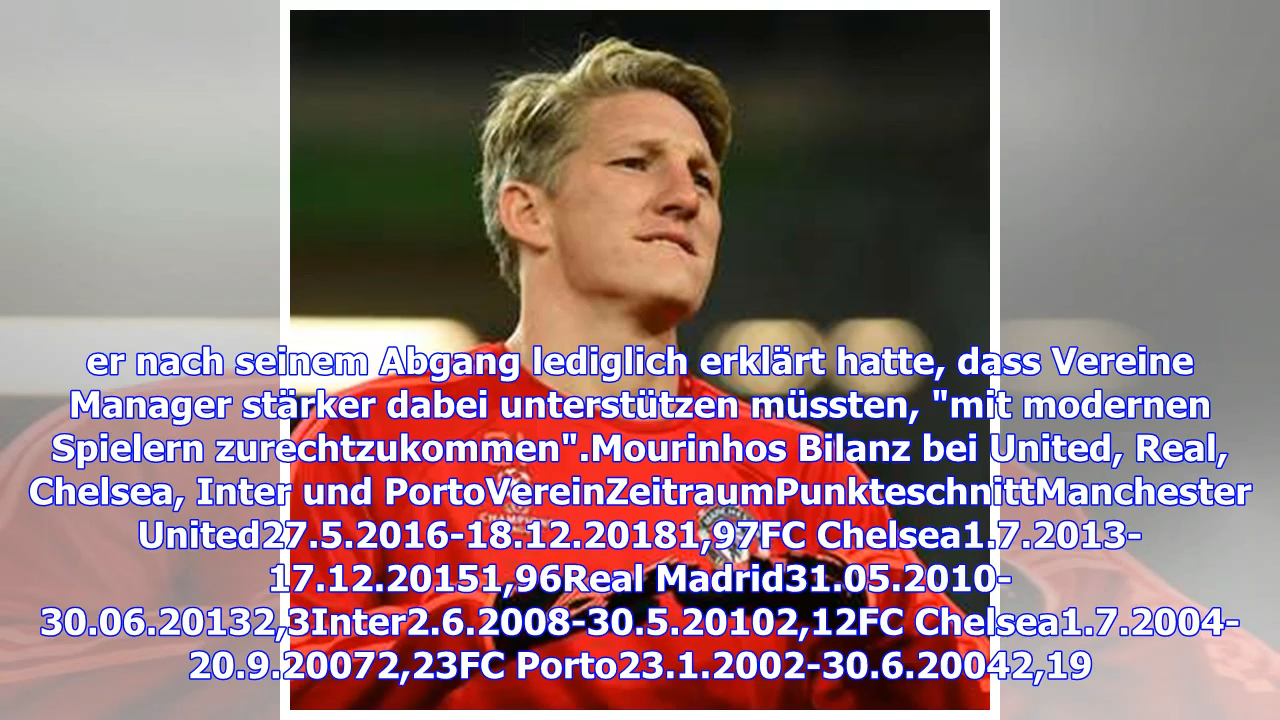 er nach seinem Abgang lediglich erklärt hatte, dass Vereine
Manager stärker dabei unterstützen müssten, "mit modernen
Spielern zurechtzukommen".Mourinhos Bilanz bei United, Real,
Chelsea, Inter und PortoVereinZeitraumPunkteschnittManchester
United27.5.2016-18.12.20181,97FC Chelsea1.7.2013-
17.12.20151,96Real Madrid31.05.2010-
30.06.20132,3Inter2.6.2008-30.5.20102,12FC Chelsea1.7.2004-
20.9.20072,23FC Porto23.1.2002-30.6.20042,19